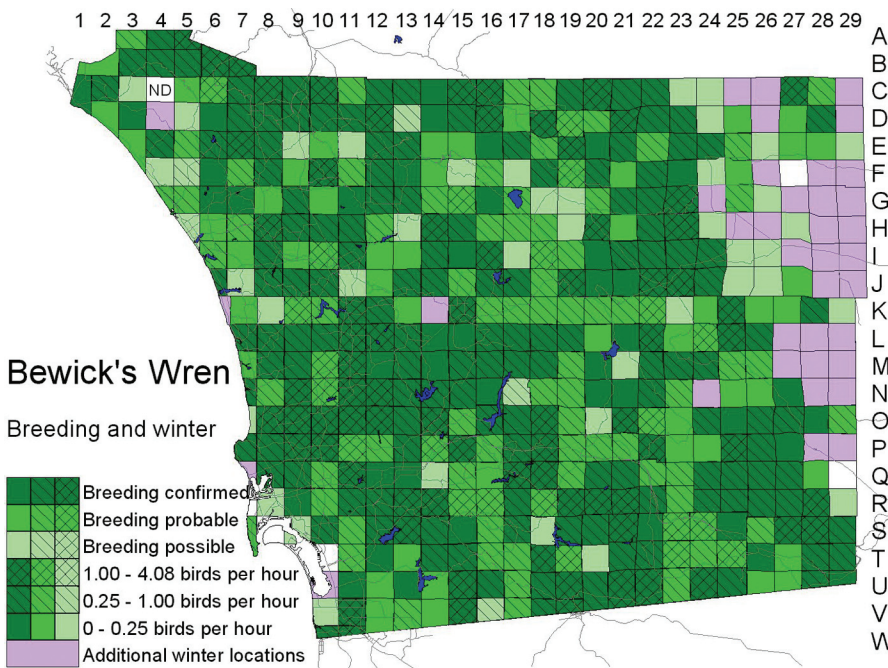 1 2 3 4 5 6 7 8 9 10 11 12 13 14 15 16 17 18 19 20 21 22 23 24 25 26 27 28 29
A
B
C
ND
D
E
F
G
H
I
J
K
L
M
N
O
P
Q
R
S
T
U
V
W
Bewick's Wren
Breeding and winter
Breeding confirmed
Breeding probable
Breeding possible
1.00 - 4.08 birds per hour
0.25 - 1.00 birds per hour
0 - 0.25 birds per hour
Additional winter locations